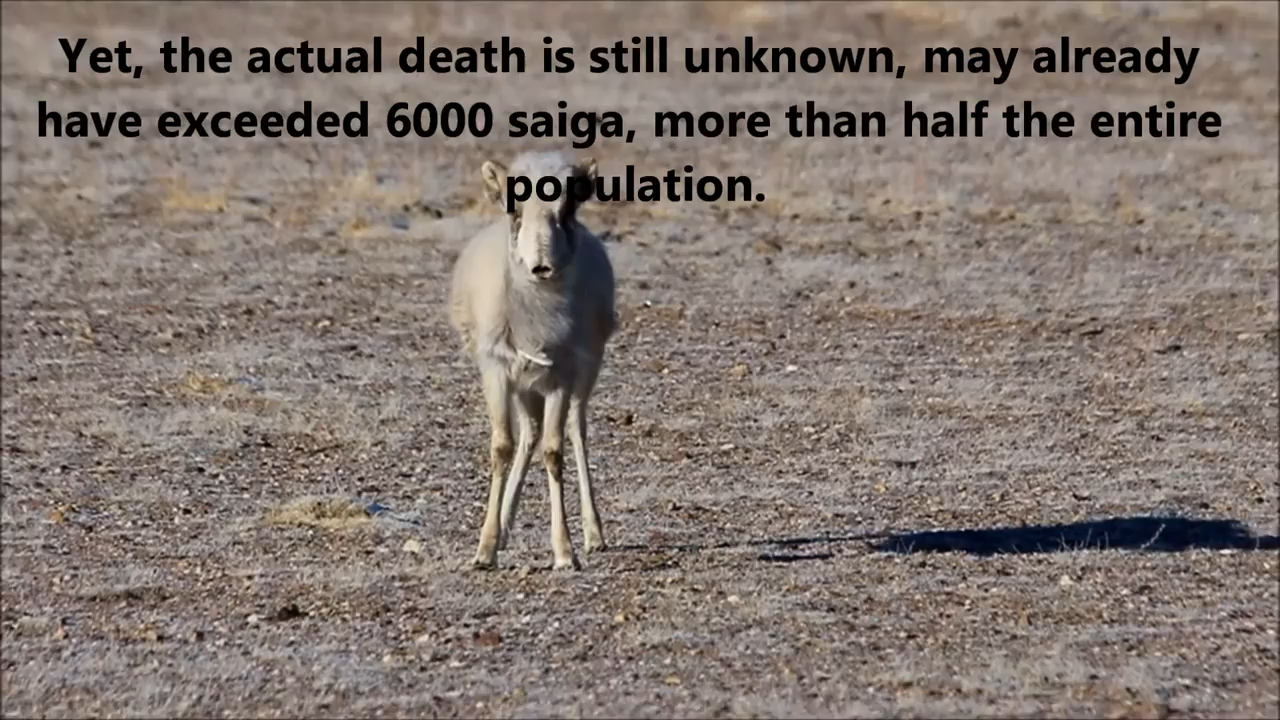 Yet, the actual death is still unknown, may already
have exceeded 6000 saiga, more than half the entire
population.